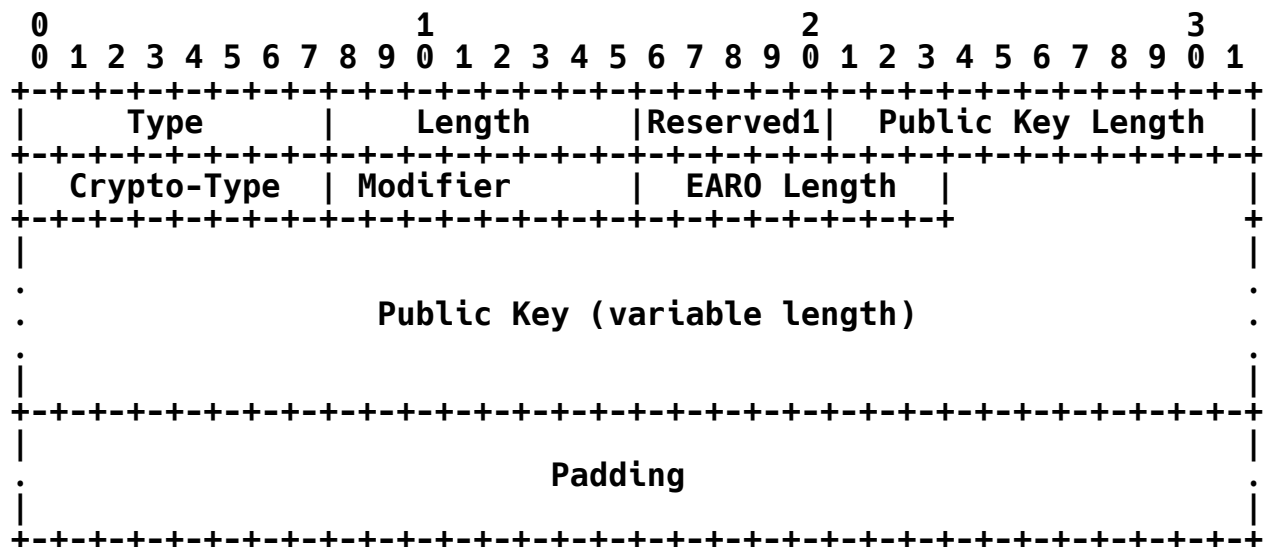 0                   1                   2                   3
 0 1 2 3 4 5 6 7 8 9 0 1 2 3 4 5 6 7 8 9 0 1 2 3 4 5 6 7 8 9 0 1
+-+-+-+-+-+-+-+-+-+-+-+-+-+-+-+-+-+-+-+-+-+-+-+-+-+-+-+-+-+-+-+-+
|     Type      |    Length     |Reserved1|  Public Key Length  |
+-+-+-+-+-+-+-+-+-+-+-+-+-+-+-+-+-+-+-+-+-+-+-+-+-+-+-+-+-+-+-+-+
|  Crypto-Type  | Modifier      |  EARO Length  |               |
+-+-+-+-+-+-+-+-+-+-+-+-+-+-+-+-+-+-+-+-+-+-+-+-+               +
|                                                               |
.                                                               .
.                  Public Key (variable length)                 .
.                                                               .
|                                                               |
+-+-+-+-+-+-+-+-+-+-+-+-+-+-+-+-+-+-+-+-+-+-+-+-+-+-+-+-+-+-+-+-+
|                                                               |
.                           Padding                             .
|                                                               |
+-+-+-+-+-+-+-+-+-+-+-+-+-+-+-+-+-+-+-+-+-+-+-+-+-+-+-+-+-+-+-+-+